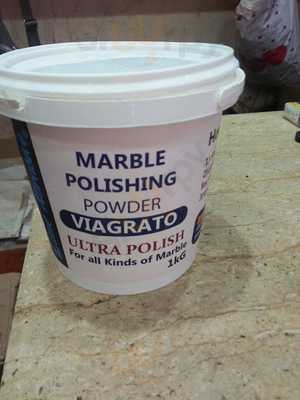 MARBLE
POLISHING
POWDER
VIAGRATO
ULTRA POLISH
For all Kinds of Marble
1kG